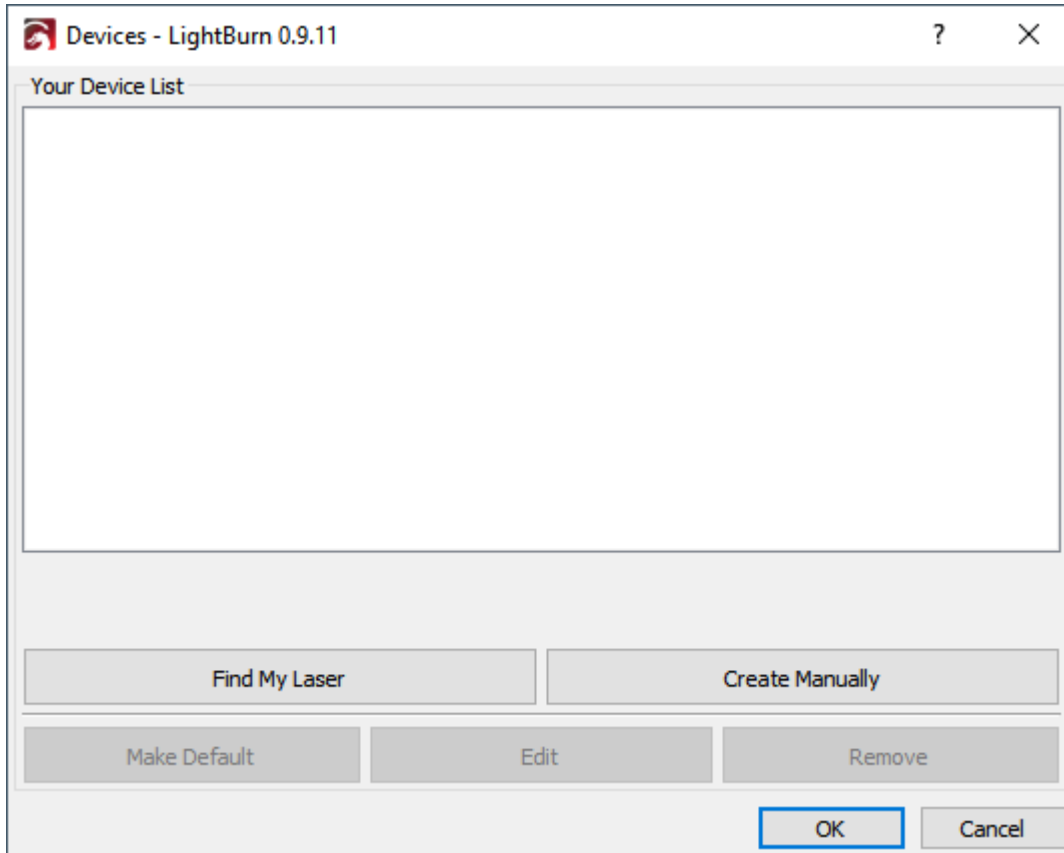 Devices - LightBurn 0.9.11 ?
Your Device List
Find My Laser Create Manually
Make Default Edit Remove
OK Cancel